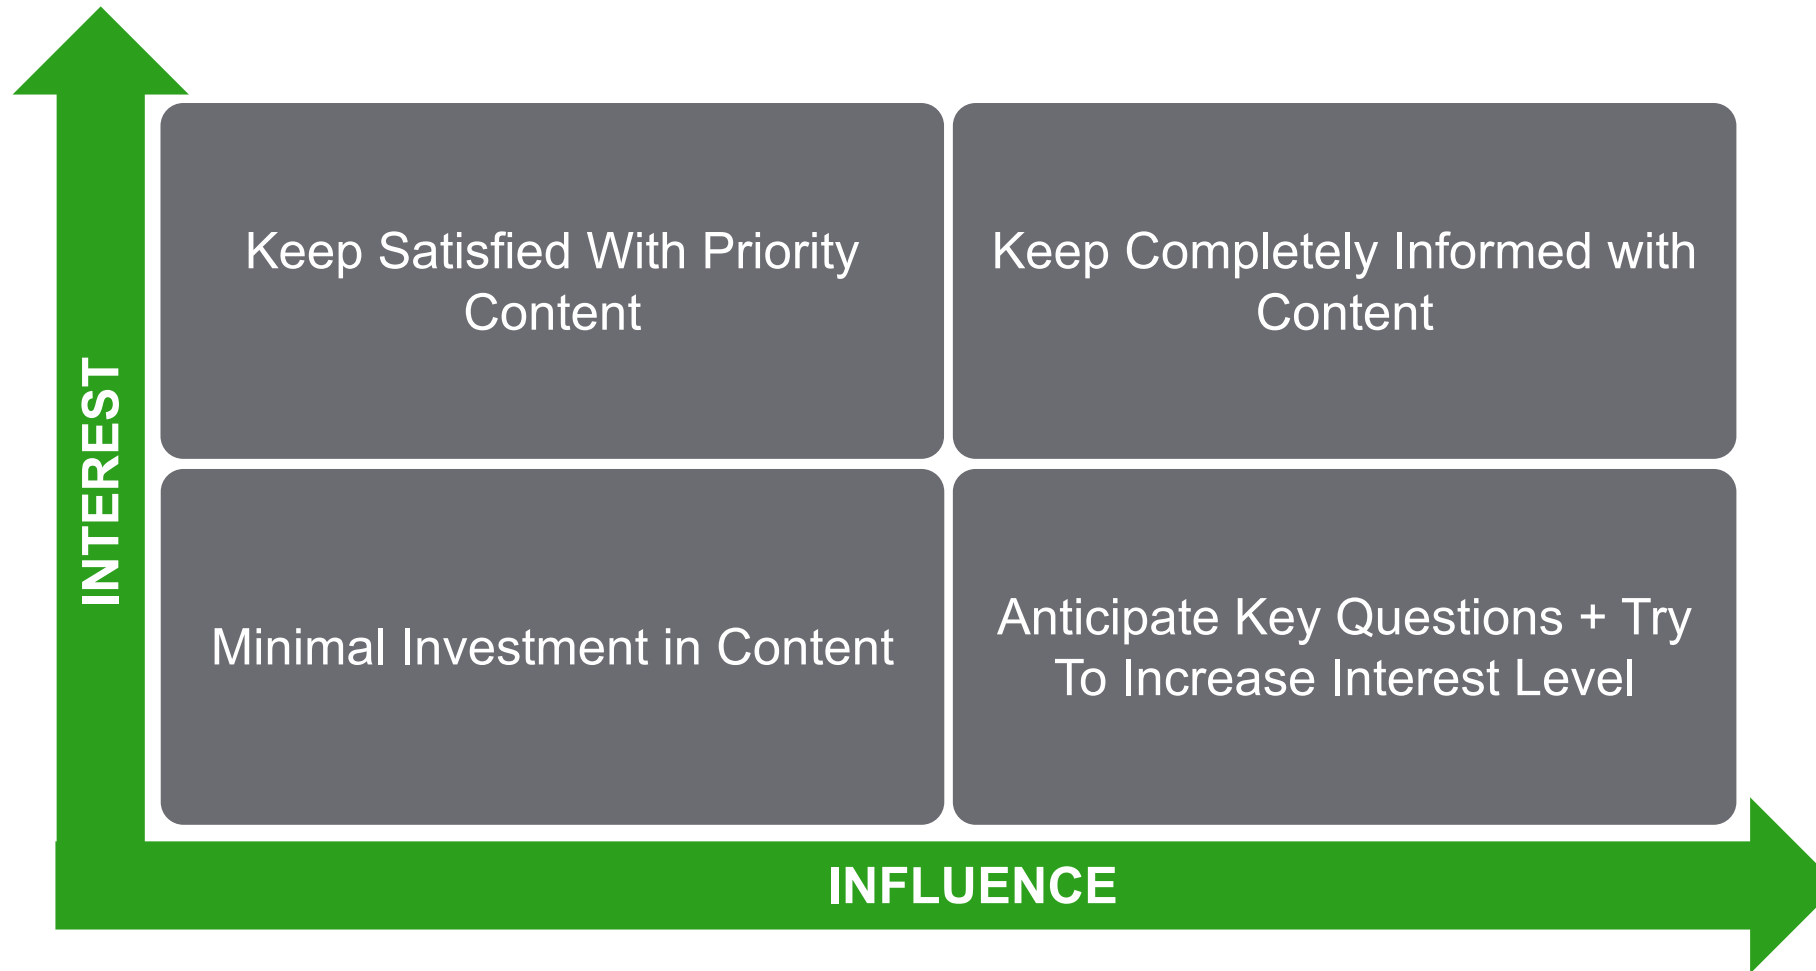 Keep Satisfied With Priority
Content
Keep Completely Informed with
Content
INTEREST
Minimal Investment in Content
Anticipate Key Questions + Try
To Increase Interest Level
INFLUENCE